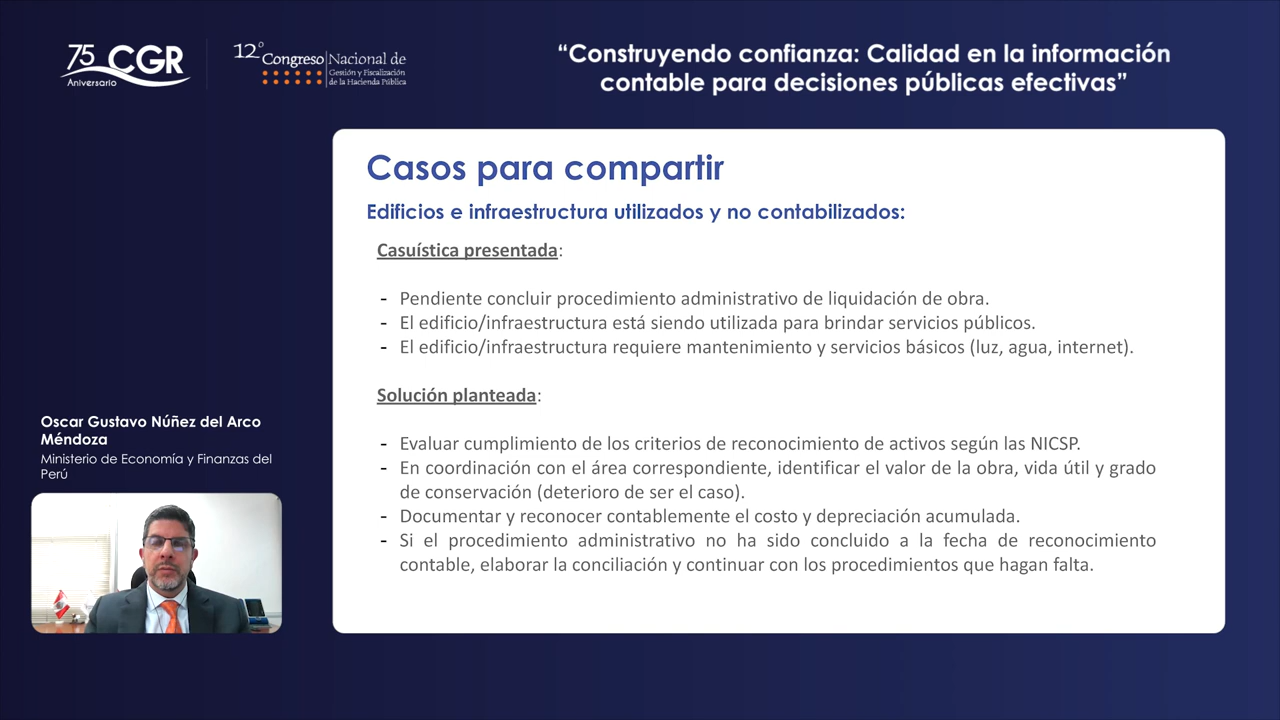 75 CGR
Aniversario
12° Congreso Nacional de
Gestión y Fiscalización
de la Hacienda Pública
“Construyendo confianza: Calidad en la información
contable para decisiones públicas efectivas”
Casos para compartir
Edificios e infraestructura utilizados y no contabilizados:
Casuística presentada:
- Pendiente concluir procedimiento administrativo de liquidación de obra.
- El edificio/infraestructura está siendo utilizada para brindar servicios públicos.
- El edificio/infraestructura requiere mantenimiento y servicios básicos (luz, agua, internet).
Solución planteada:
- Evaluar cumplimiento de los criterios de reconocimiento de activos según las NICSP.
- En coordinación con el área correspondiente, identificar el valor de la obra, vida útil y grado
de conservación (deterioro de ser el caso).
- Documentar y reconocer contablemente el costo y depreciación acumulada.
- Si el procedimiento administrativo no ha sido concluido a la fecha de reconocimiento
contable, elaborar la conciliación y continuar con los procedimientos que hagan falta.
Oscar Gustavo Núñez del Arco
Méndoza
Ministerio de Economía y Finanzas del
Perú